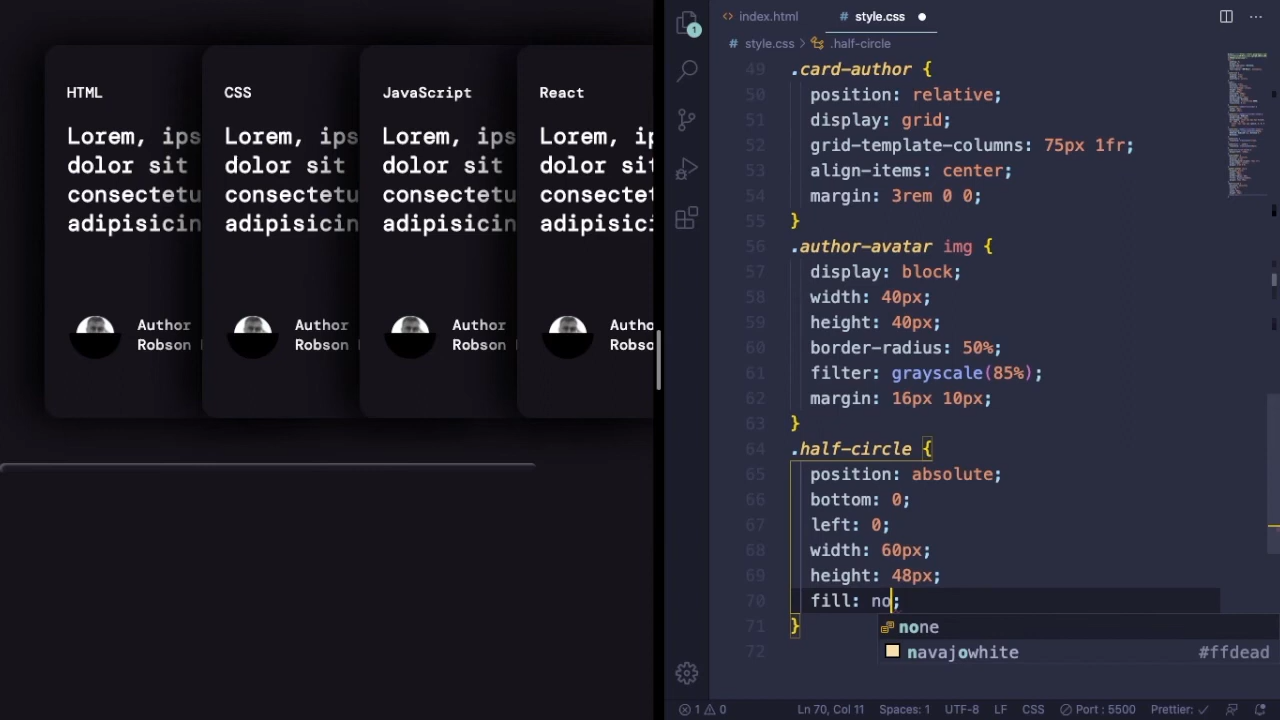 HTML
Lorem, ips
dolor sit
consectetu
adipisicin
Author
Robson
CSS
Lorem, ips
dolor sit
consectetu
adipisicin
Author
Robson
JavaScript
Lorem, ips
dolor sit
consectetu
adipisicin
Author
Robson
React
Lorem, i
dolor si
consecte
adipisic
Autho
Robso
1
index.html
# style.css
# style.css > .half-circle
49 .card-author {
50 position: relative;
51 display: grid;
52 grid-template-columns: 75px 1fr;
53 align-items: center;
54 margin: 3rem 0 0;
55 }
56 .author-avatar img {
57 display: block;
58 width: 40px;
59 height: 40px;
60 border-radius: 50%;
61 filter: grayscale(85%);
62 margin: 16px 10px;
63 }
64 .half-circle {
65 position: absolute;
66 bottom: 0;
67 left: 0;
68 width: 60px;
69 height: 48px;
70 fill: no;
71 }
72
none
navajowhite #ffdead
1 0 Ln 70, Col 11 Spaces: 1 UTF-8 LF CSS Port : 5500 Prettier: ✓